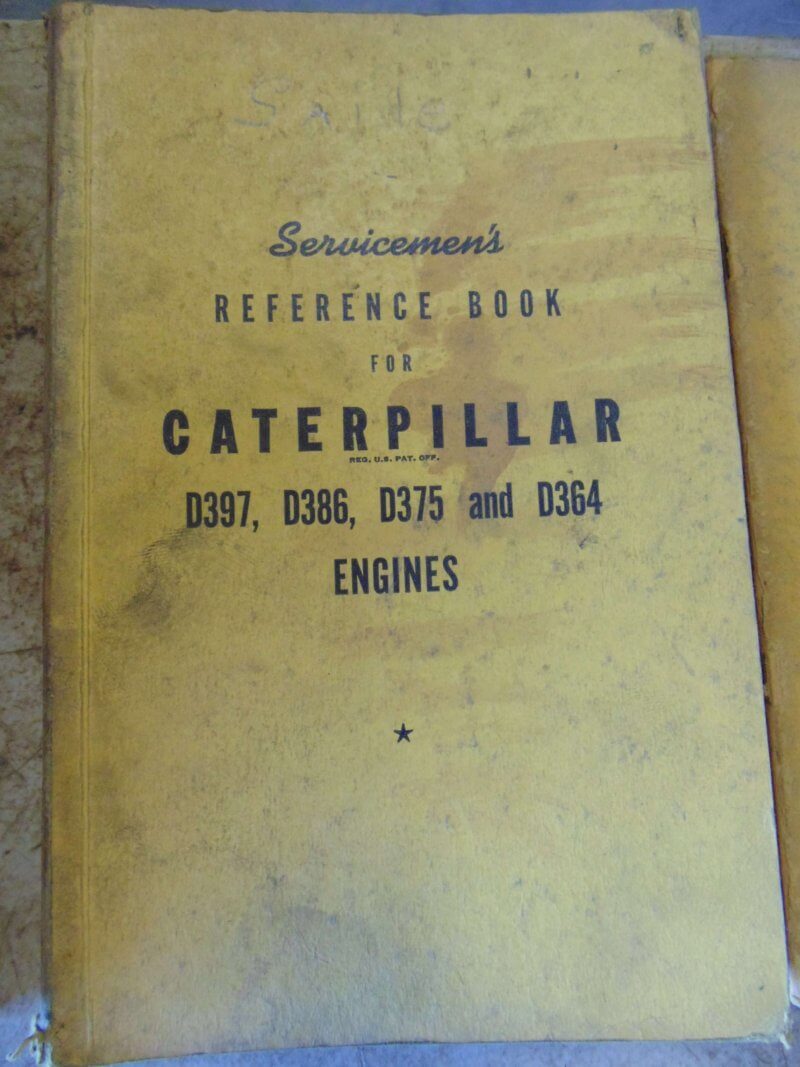 Servicemen's
REFERENCE BOOK
FOR
CATERPILLAR
REG. U.S. PAT. OFF.
D397, D386, D375 and D364
ENGINES